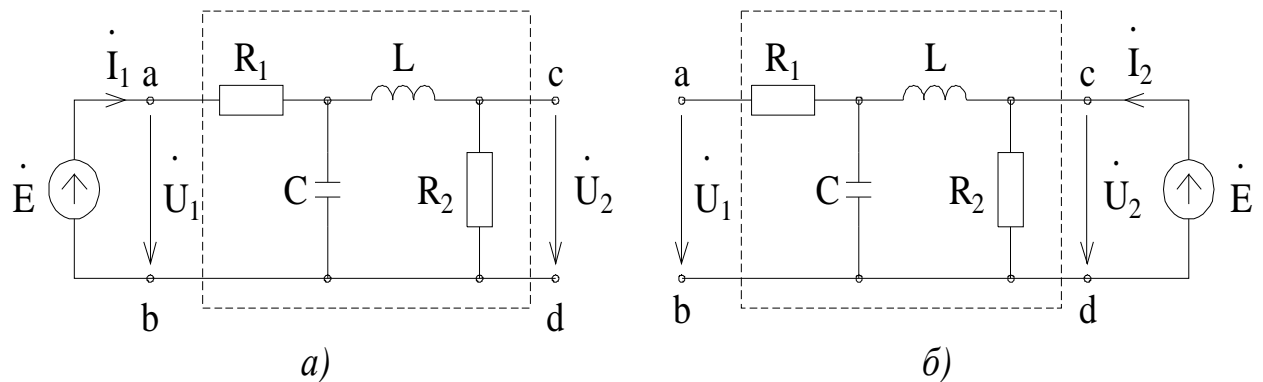 İ₁ a R₁ L c
Ė U̇₁ C R₂ U̇₂
b d
а)
a R₁ L c İ₂
U̇₁ C R₂ U̇₂ Ė
b d
б)